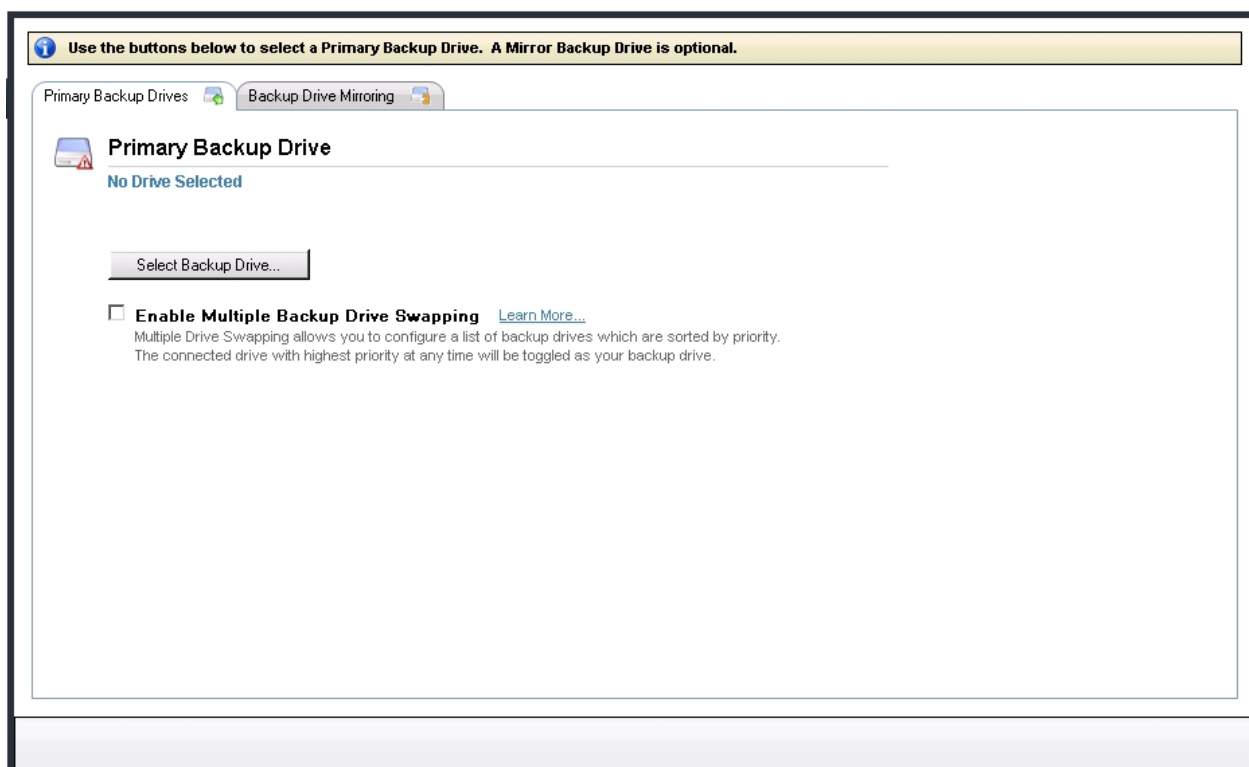 Use the buttons below to select a Primary Backup Drive.  A Mirror Backup Drive is optional.
Primary Backup Drives
Backup Drive Mirroring
Primary Backup Drive
No Drive Selected
Select Backup Drive...
Enable Multiple Backup Drive Swapping
Learn More...
Multiple Drive Swapping allows you to configure a list of backup drives which are sorted by priority.
The connected drive with highest priority at any time will be toggled as your backup drive.